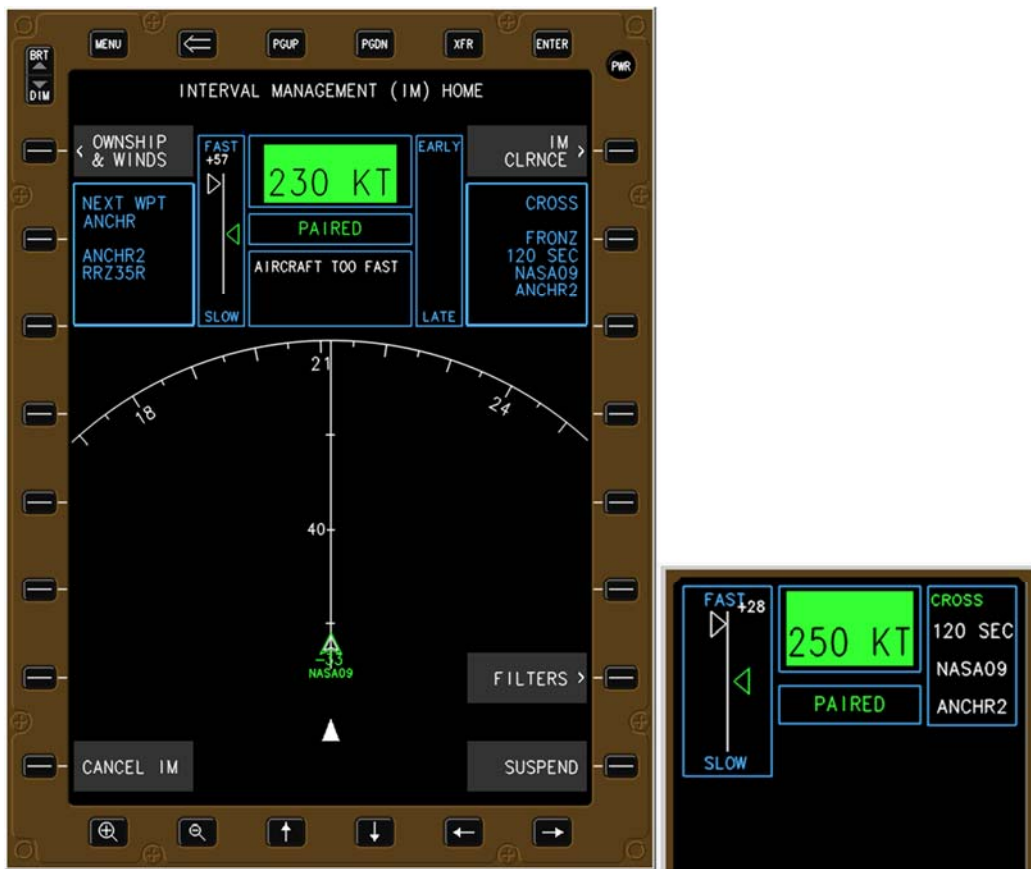 MENU
PGUP
PGDN
XFR
ENTER
BRT
DIM
PWR
INTERVAL MANAGEMENT (IM) HOME
< OWNSHIP
& WINDS
FAST
+57
230 KT
EARLY
IM
CLRNCE >
NEXT WPT
ANCHR
ANCHR2
RRZ35R
PAIRED
AIRCRAFT TOO FAST
SLOW
LATE
CROSS
FRONZ
120 SEC
NASA09
ANCHR2
18
21
24
40
-33
NASA09
FILTERS >
CANCEL IM
SUSPEND
FAST
+28
250 KT
PAIRED
SLOW
CROSS
120 SEC
NASA09
ANCHR2